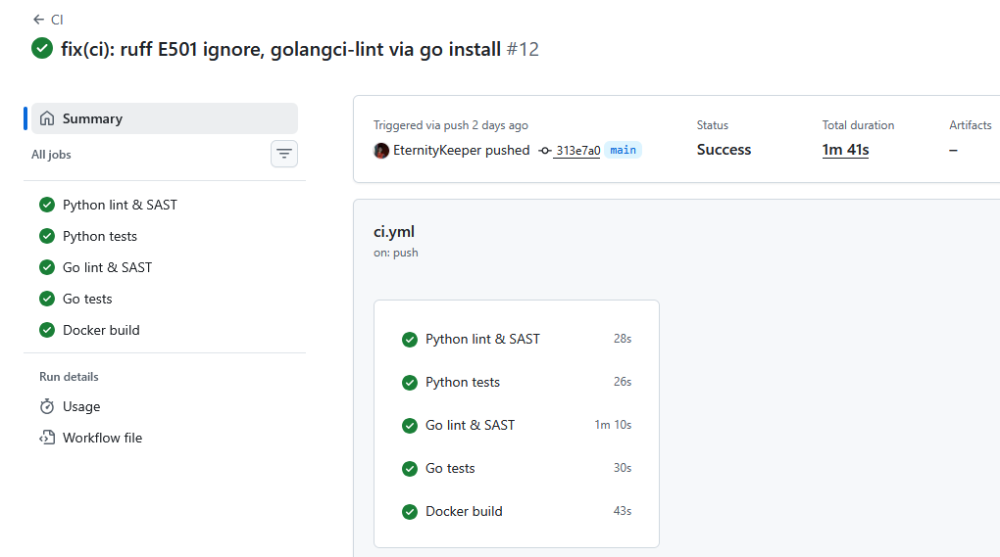 ← CI
fix(ci): ruff E501 ignore, golangci-lint via go install #12
Summary
All jobs
Python lint & SAST
Python tests
Go lint & SAST
Go tests
Docker build
Run details
Usage
Workflow file
Triggered via push 2 days ago
EternityKeeper pushed 313e7a0 main
Status
Success
Total duration
1m 41s
Artifacts
–
ci.yml
on: push
Python lint & SAST 28s
Python tests 26s
Go lint & SAST 1m 10s
Go tests 30s
Docker build 43s